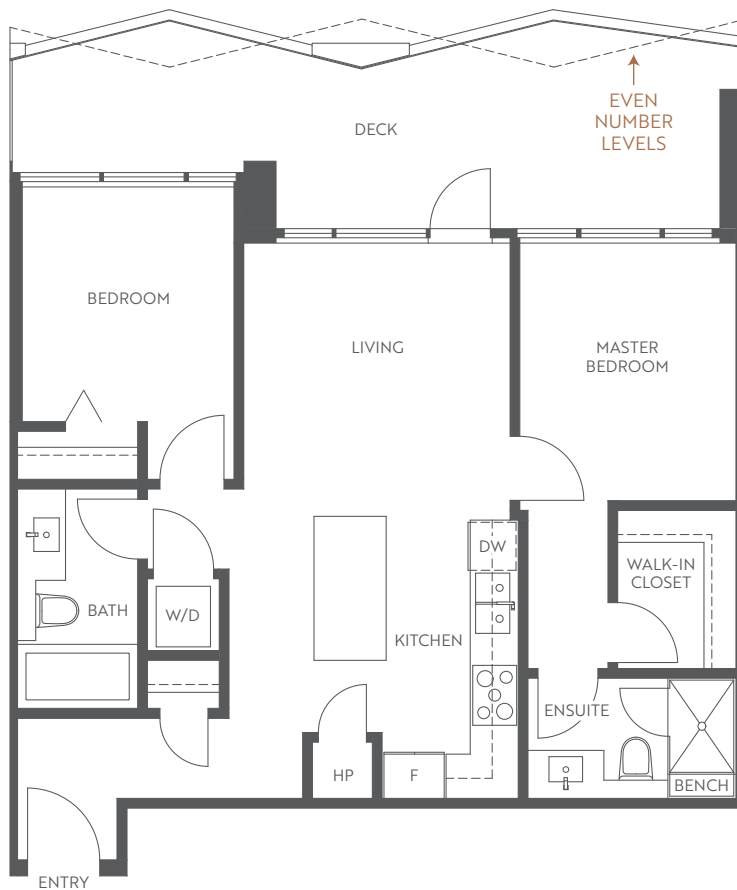 EVEN
NUMBER
LEVELS
DECK
BEDROOM
LIVING
MASTER
BEDROOM
DW
WALK-IN
CLOSET
BATH
W/D
KITCHEN
ENSUITE
HP
F
BENCH
ENTRY